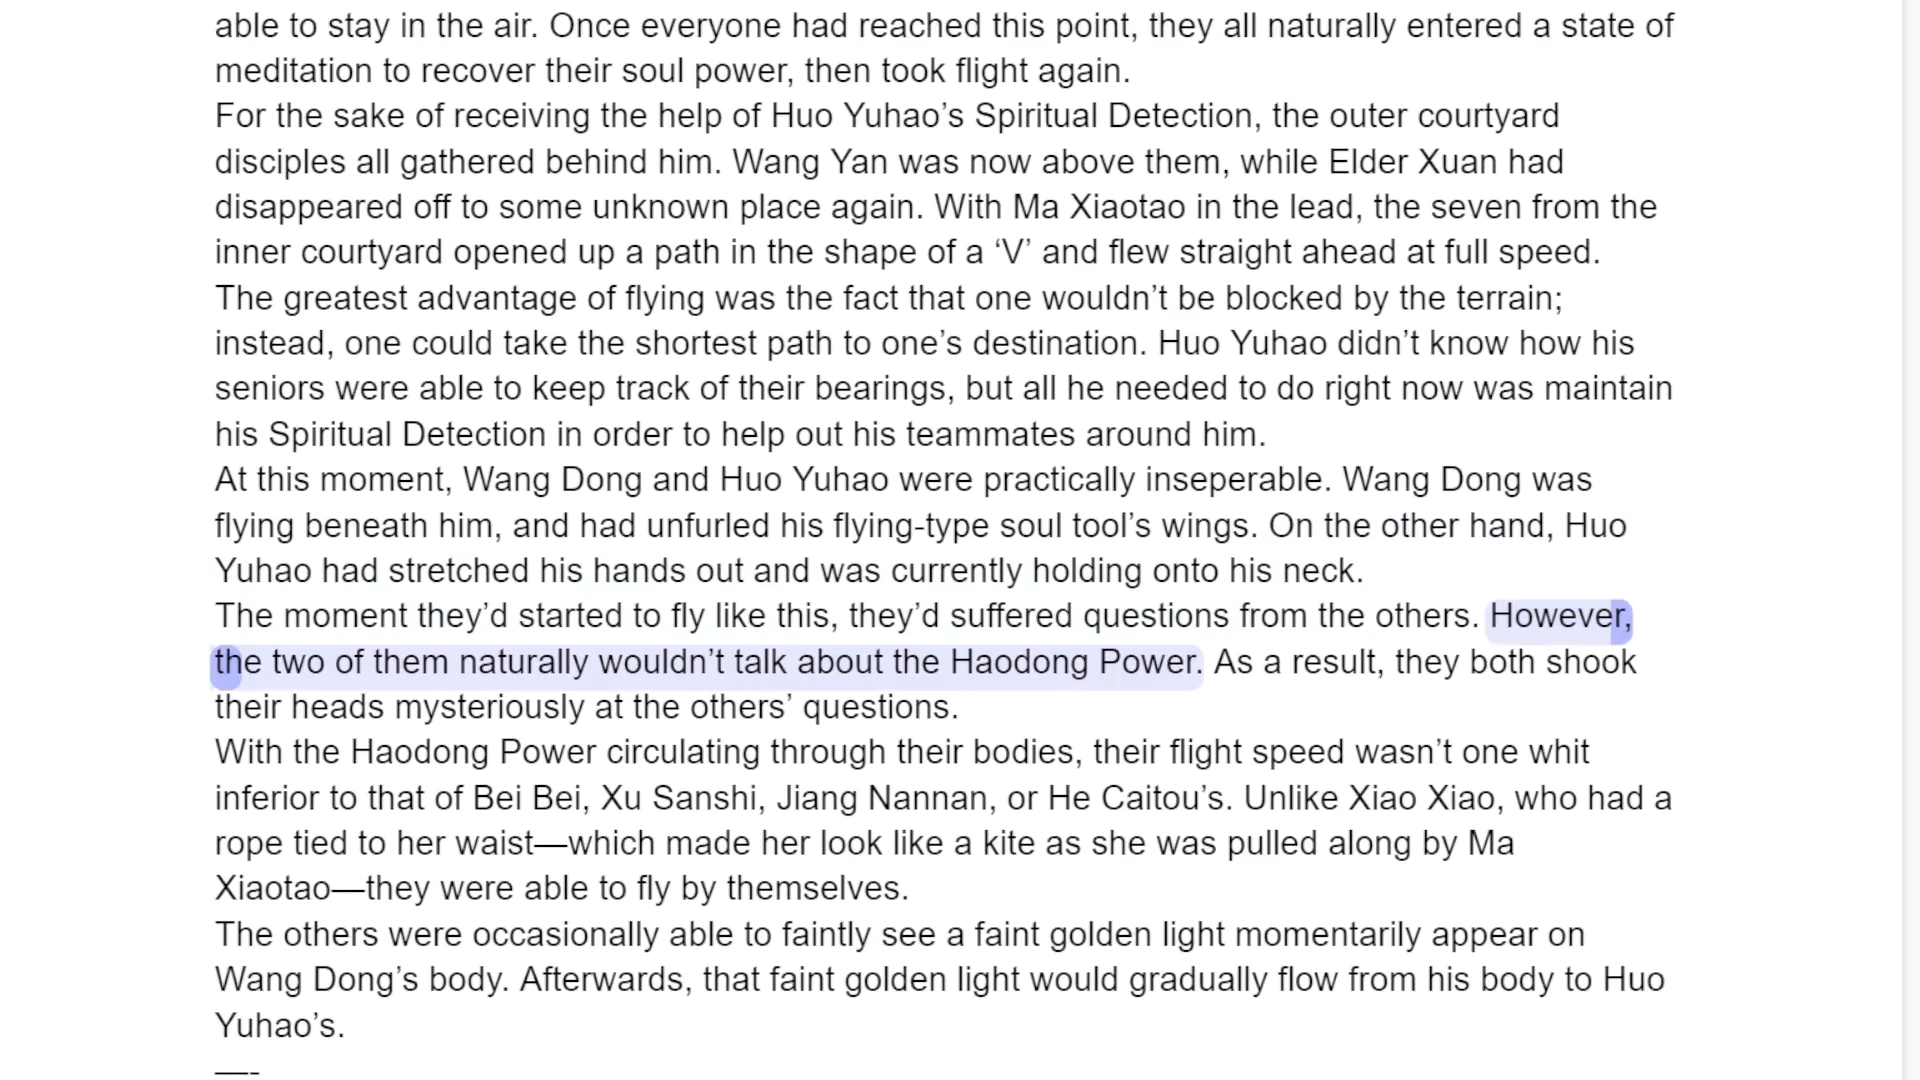 able to stay in the air. Once everyone had reached this point, they all naturally entered a state of
meditation to recover their soul power, then took flight again.
For the sake of receiving the help of Huo Yuhao’s Spiritual Detection, the outer courtyard
disciples all gathered behind him. Wang Yan was now above them, while Elder Xuan had
disappeared off to some unknown place again. With Ma Xiaotao in the lead, the seven from the
inner courtyard opened up a path in the shape of a ‘V’ and flew straight ahead at full speed.
The greatest advantage of flying was the fact that one wouldn’t be blocked by the terrain;
instead, one could take the shortest path to one’s destination. Huo Yuhao didn’t know how his
seniors were able to keep track of their bearings, but all he needed to do right now was maintain
his Spiritual Detection in order to help out his teammates around him.
At this moment, Wang Dong and Huo Yuhao were practically inseperable. Wang Dong was
flying beneath him, and had unfurled his flying-type soul tool’s wings. On the other hand, Huo
Yuhao had stretched his hands out and was currently holding onto his neck.
The moment they’d started to fly like this, they’d suffered questions from the others. However,
the two of them naturally wouldn’t talk about the Haodong Power. As a result, they both shook
their heads mysteriously at the others’ questions.
With the Haodong Power circulating through their bodies, their flight speed wasn’t one whit
inferior to that of Bei Bei, Xu Sanshi, Jiang Nannan, or He Caitou’s. Unlike Xiao Xiao, who had a
rope tied to her waist—which made her look like a kite as she was pulled along by Ma
Xiaotao—they were able to fly by themselves.
The others were occasionally able to faintly see a faint golden light momentarily appear on
Wang Dong’s body. Afterwards, that faint golden light would gradually flow from his body to Huo
Yuhao’s.
—-